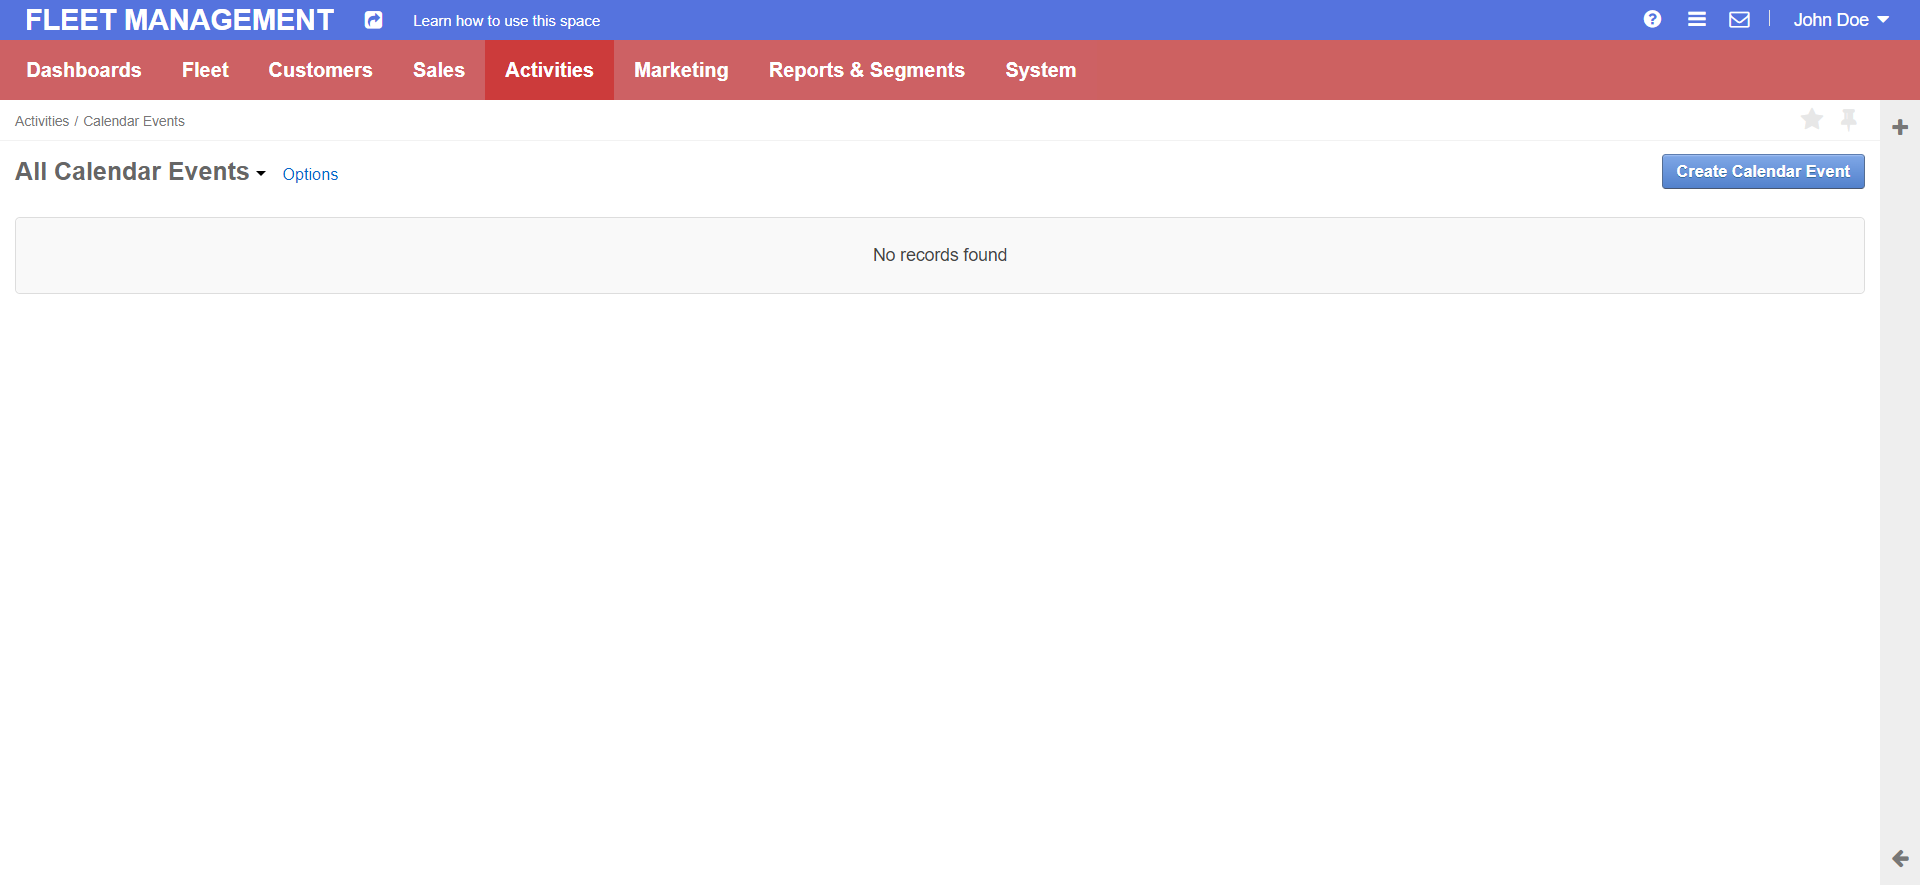 FLEET MANAGEMENT
Learn how to use this space
John Doe
Dashboards Fleet Customers Sales Activities Marketing Reports & Segments System
Activities / Calendar Events
All Calendar Events Options
Create Calendar Event
No records found